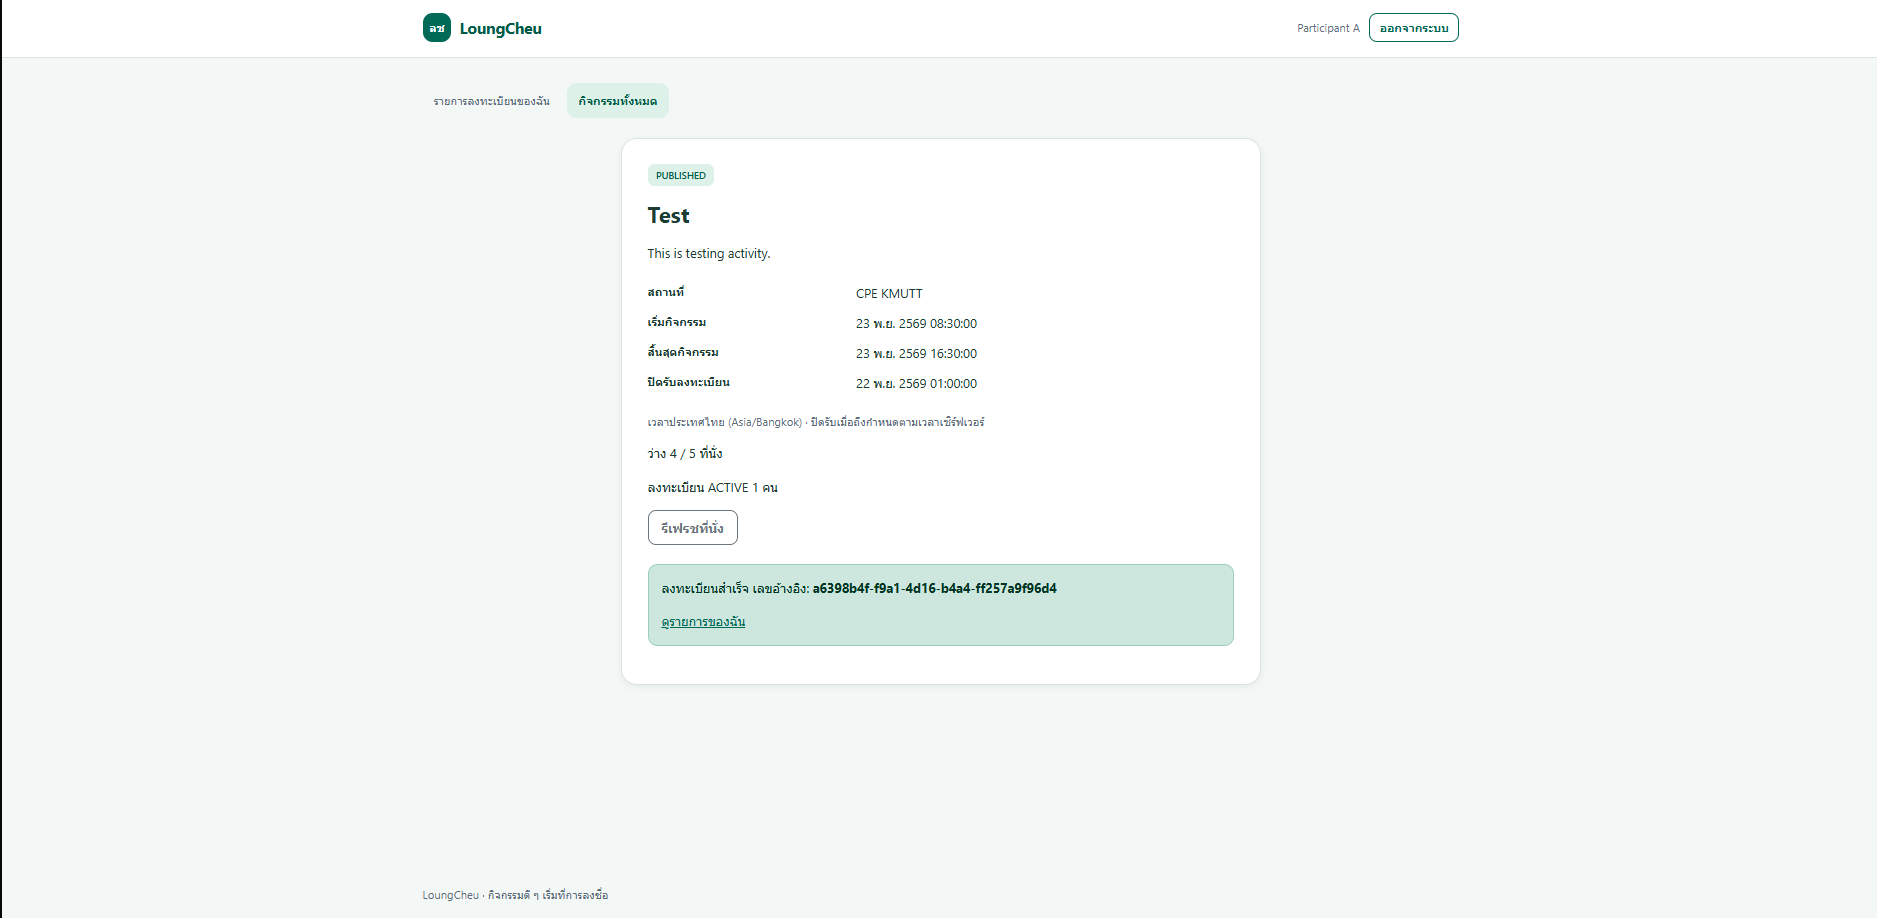 ลช LoungCheu
Participant A ออกจากระบบ
รายการลงทะเบียนของฉัน กิจกรรมทั้งหมด
PUBLISHED
Test
This is testing activity.
สถานที่ CPE KMUTT
เริ่มกิจกรรม 23 พ.ย. 2569 08:30:00
สิ้นสุดกิจกรรม 23 พ.ย. 2569 16:30:00
ปิดรับลงทะเบียน 22 พ.ย. 2569 01:00:00
เวลาประเทศไทย (Asia/Bangkok) · ปิดรับเมื่อถึงกำหนดตามเวลาเซิร์ฟเวอร์
ว่าง 4 / 5 ที่นั่ง
ลงทะเบียน ACTIVE 1 คน
รีเฟรชที่นั่ง
ลงทะเบียนสำเร็จ เลขอ้างอิง: a6398b4f-f9a1-4d16-b4a4-ff257a9f96d4
ดูรายการของฉัน
LoungCheu · กิจกรรมดี ๆ เริ่มที่การลงชื่อ